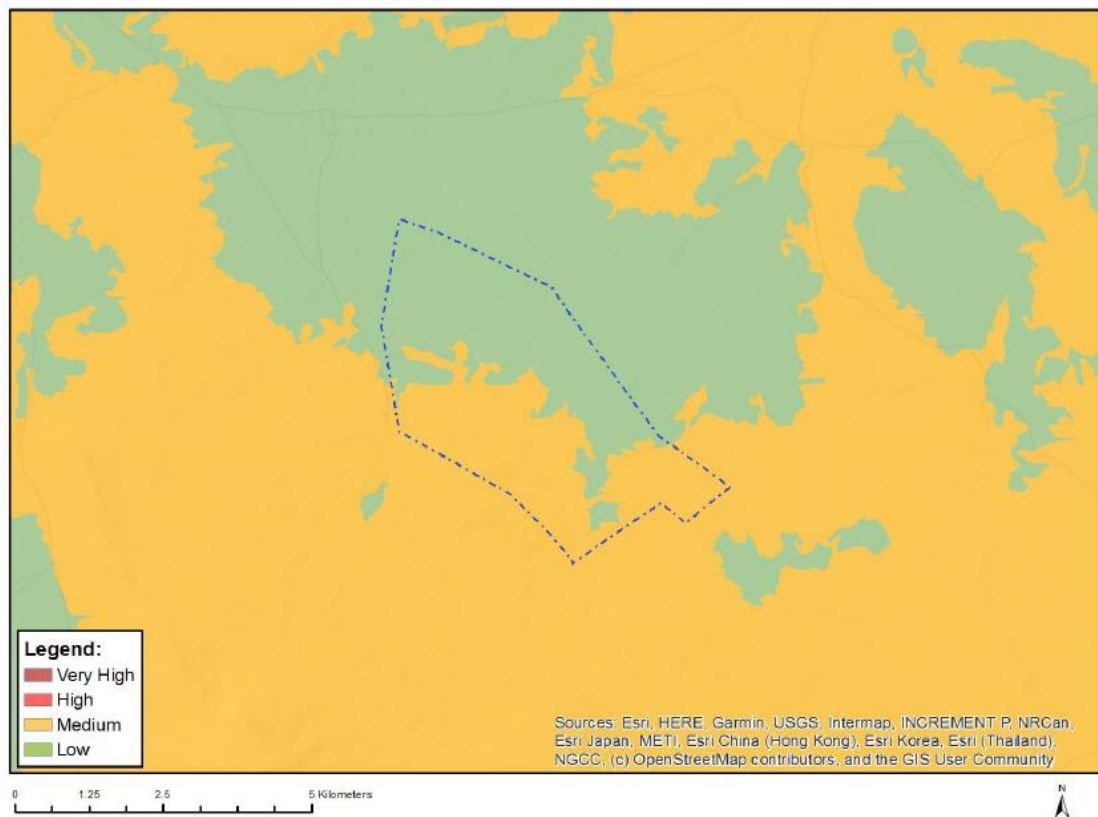 Legend:
Very High
High
Medium
Low
Sources: Esri, HERE, Garmin, USGS, Intermap, INCREMENT P, NRCan,
Esri Japan, METI, Esri China (Hong Kong), Esri Korea, Esri (Thailand),
NGCC, (c) OpenStreetMap contributors, and the GIS User Community
0 1.25 2.5 5 Kilometers
N